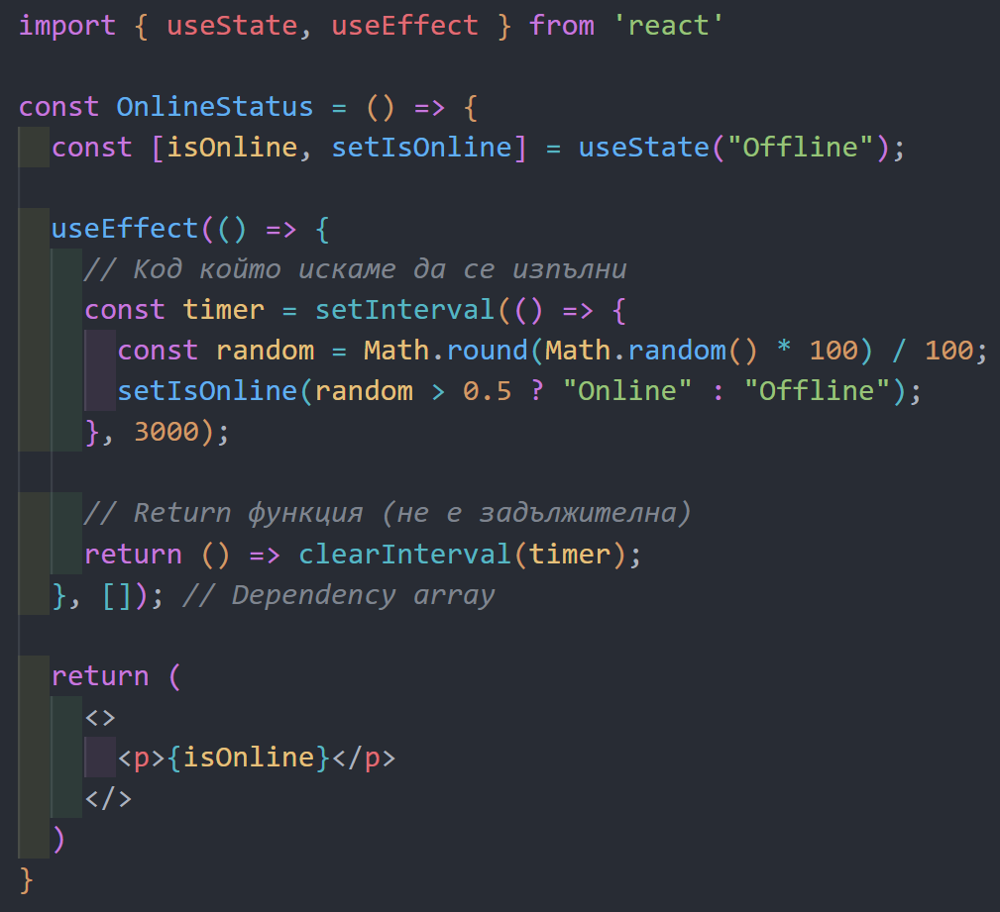 import { useState, useEffect } from 'react'
const OnlineStatus = () => {
const [isOnline, setIsOnline] = useState("Offline");
useEffect(() => {
// Код който искаме да се изпълни
const timer = setInterval(() => {
const random = Math.round(Math.random() * 100) / 100;
setIsOnline(random > 0.5 ? "Online" : "Offline");
}, 3000);
// Return функция (не е задължителна)
return () => clearInterval(timer);
}, []); // Dependency array
return (
<>
<p>{isOnline}</p>
</>
)
}